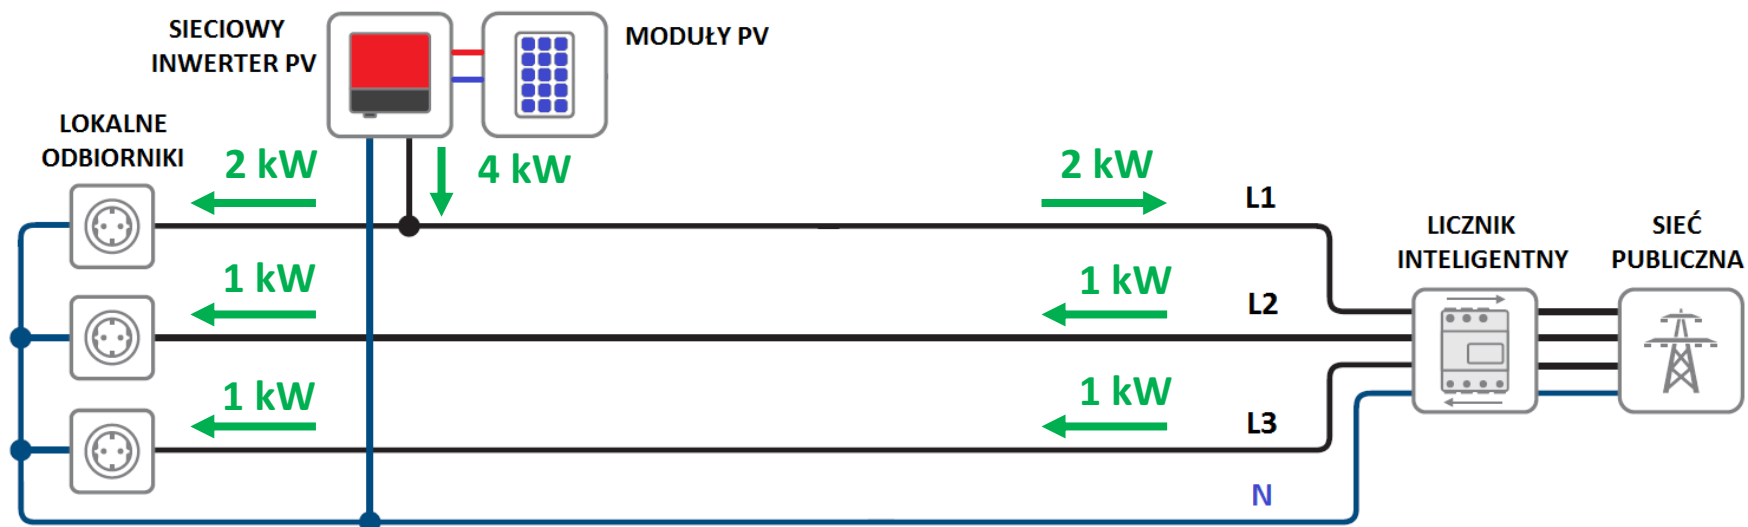 SIECIOWY
INWERTER PV
MODUŁY PV
LOKALNE
ODBIORNIKI
2 kW
4 kW
2 kW
L1
LICZNIK
INTELIGENTNY
SIEĆ
PUBLICZNA
1 kW
1 kW
L2
1 kW
1 kW
L3
N